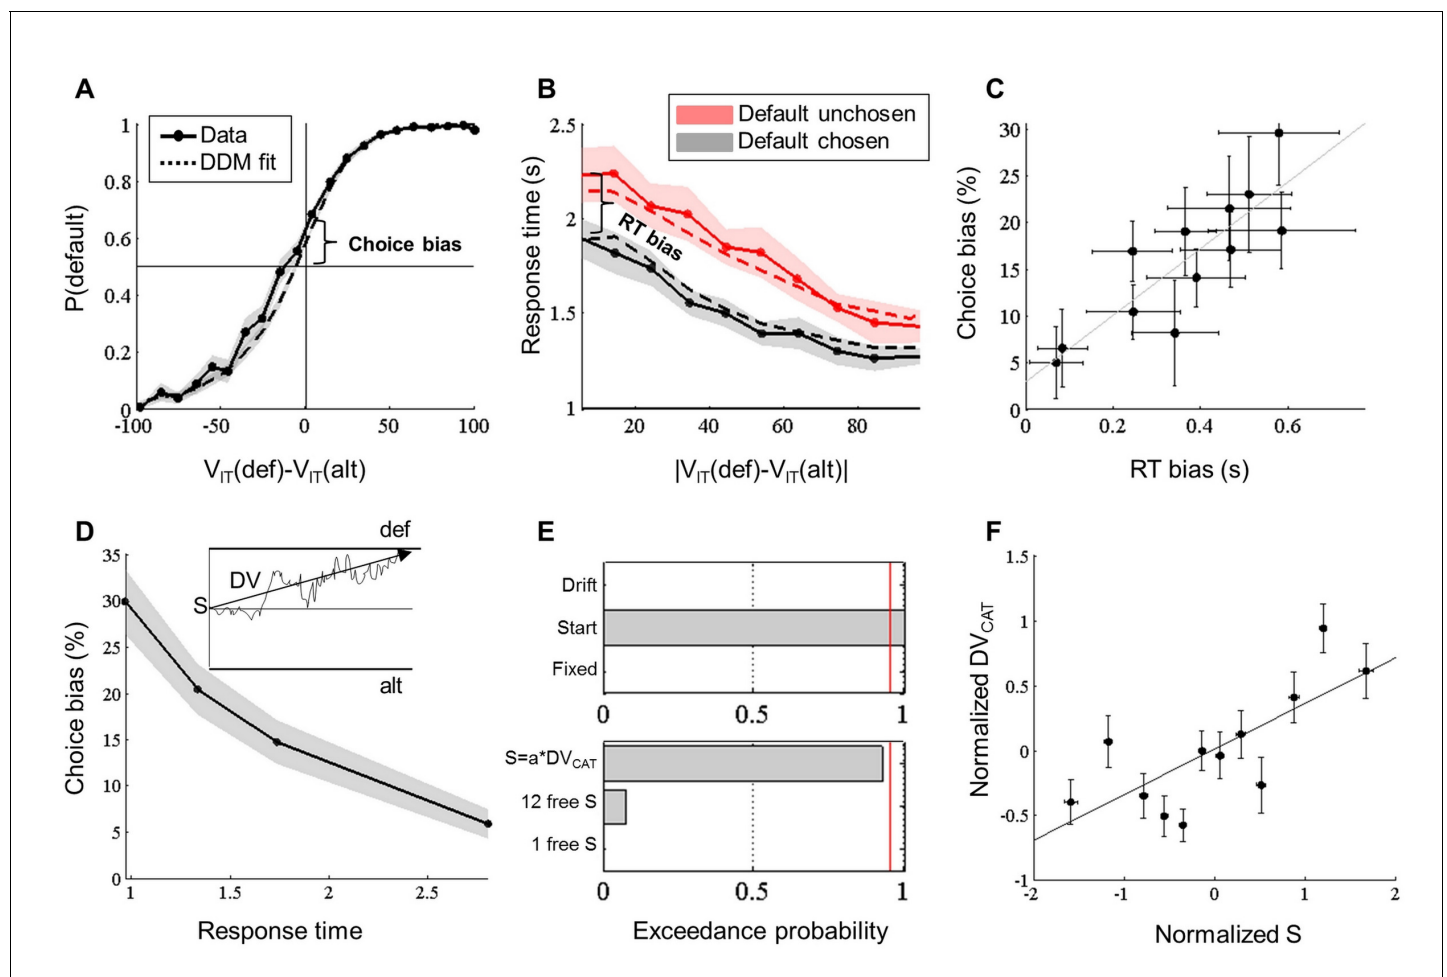 A
Data
DDM fit
Choice bias
P(default)
1
0.8
0.6
0.4
0.2
0
-100
-50
0
50
100
V_IT(def)-V_IT(alt)
B
Default unchosen
Default chosen
RT bias
Response time (s)
2.5
2
1.5
1
20
40
60
80
|V_IT(def)-V_IT(alt)|
C
Choice bias (%)
30
25
20
15
10
5
0
0
0.2
0.4
0.6
RT bias (s)
D
def
DV
S
alt
Choice bias (%)
35
30
25
20
15
10
5
0
1
1.5
2
2.5
Response time
E
Drift
Start
Fixed
0
0.5
1
S=a*DV_CAT
12 free S
1 free S
0
0.5
1
Exceedance probability
F
Normalized DV_CAT
1.5
1
0.5
0
-0.5
-1
-2
-1
0
1
2
Normalized S